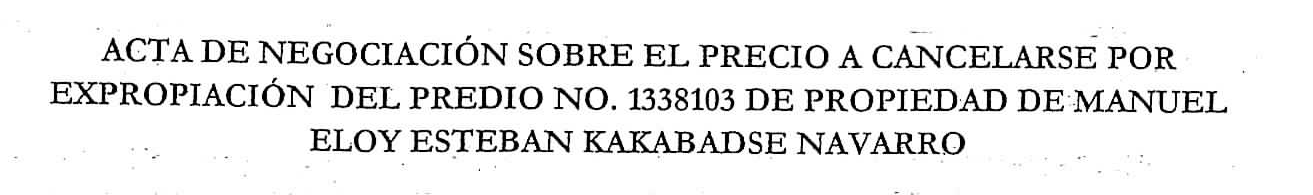 ACTA DE NEGOCIACIÓN SOBRE EL PRECIO A CANCELARSE POR
EXPROPIACIÓN DEL PREDIO NO. 1338103 DE PROPIEDAD DE MANUEL
ELOY ESTEBAN KAKABADSE NAVARRO